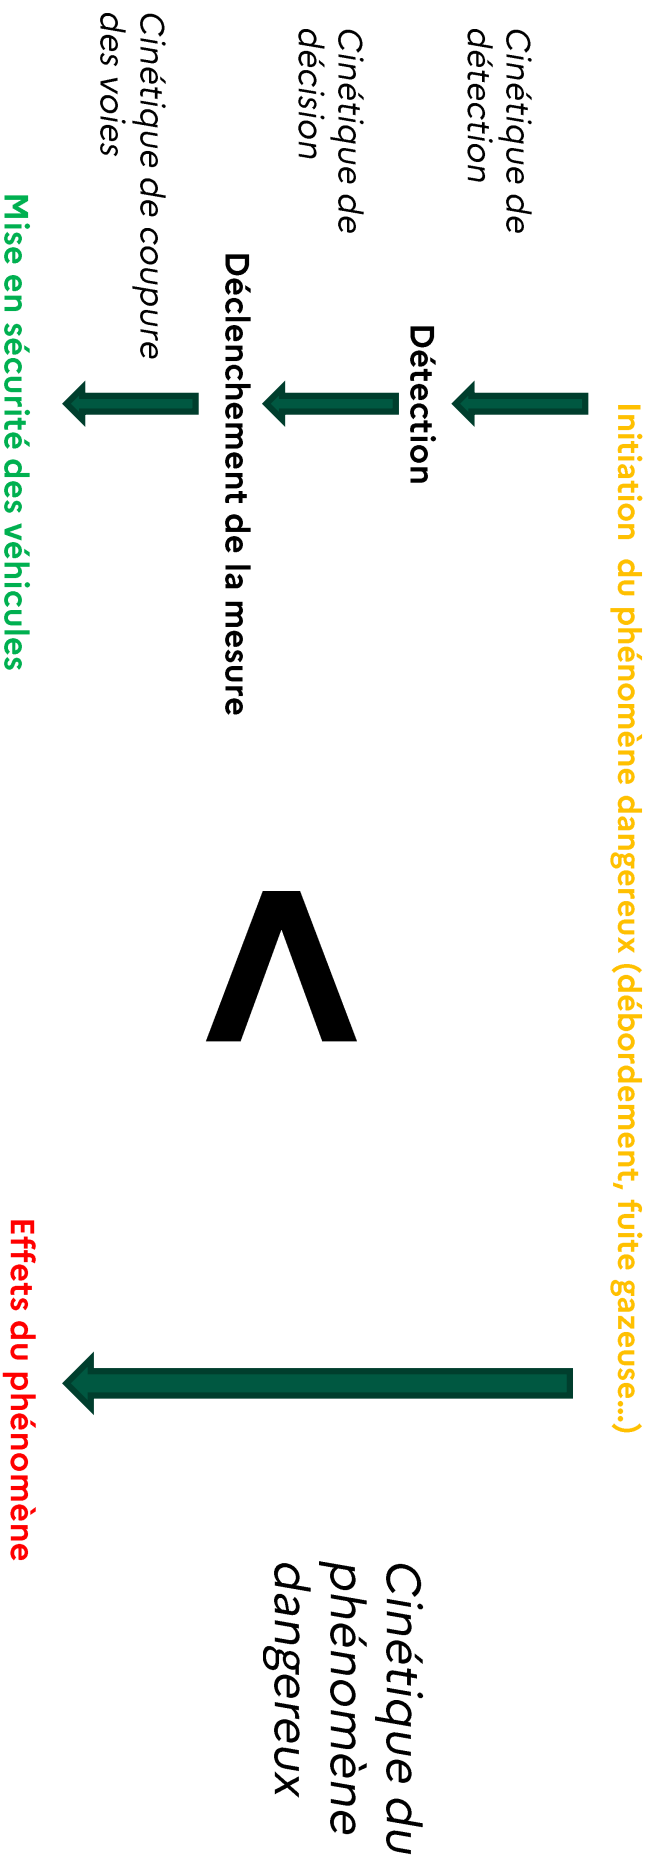 Initiation du phénomène dangereux (débordement, fuite gazeuse…)
Cinétique de
détection
Détection
Cinétique de
décision
Déclenchement de la mesure
Cinétique de coupure
des voies
Mise en sécurité des véhicules
<
Cinétique du
phénomène
dangereux
Effets du phénomène